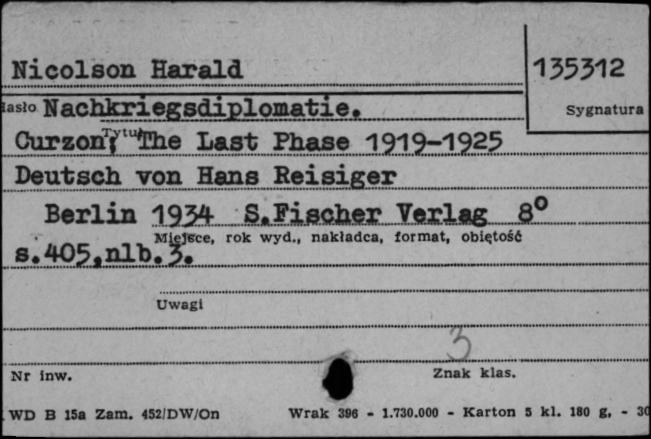 Nicolson Harald
135312
Hasło Nachkriegsdiplomatie.
Sygnatura
Tytuł
Curzon; The Last Phase 1919-1925
Deutsch von Hans Reisiger
Berlin 1934 S.Fischer Verlag 8°
Miejsce, rok wyd., nakładca, format, objętość
s.405,nlb.3.
Uwagi
3
Nr inw.
Znak klas.
WD B 15a Zam. 452/DW/On Wrak 396 - 1.730.000 - Karton 5 kl. 180 g, - 30